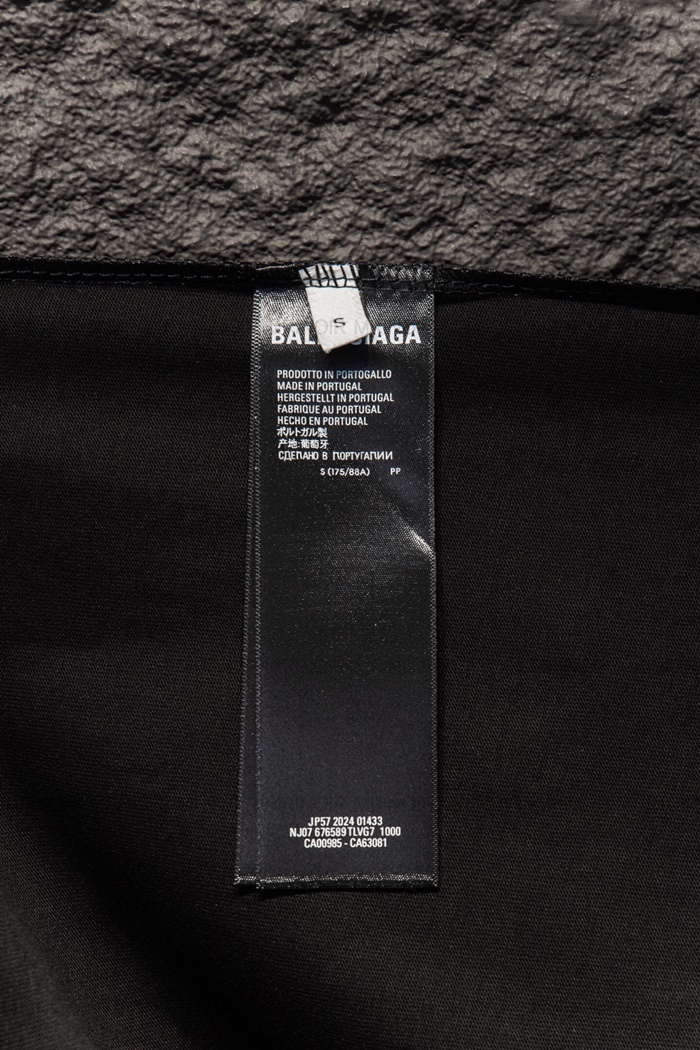 S
PRODOTTO IN PORTOGALLO
MADE IN PORTUGAL
HERGESTELLT IN PORTUGAL
FABRIQUE AU PORTUGAL
HECHO EN PORTUGAL
ポルトガル製
产地:葡萄牙
СДЕЛАНО В ПОРТУГАЛИИ
S (175/88A) PP
JP57 2024 01433
NJ07 676589 TLVG7 1000
CA00985 - CA63081